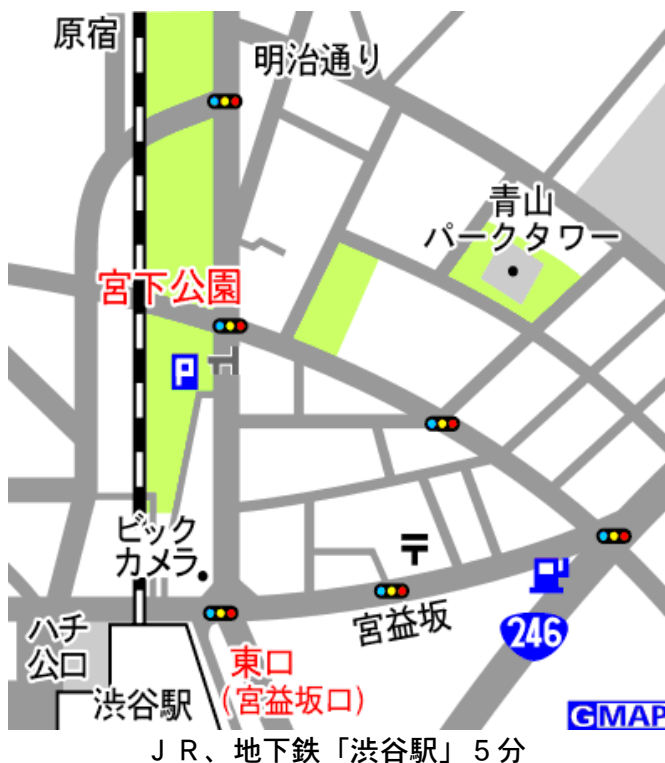 原宿
明治通り
青山
パークタワー
宮下公園
P
ビック
カメラ
〒
宮益坂
246
ハチ
公口
東口
(宮益坂口)
渋谷駅
GMAP
ＪＲ、地下鉄「渋谷駅」５分